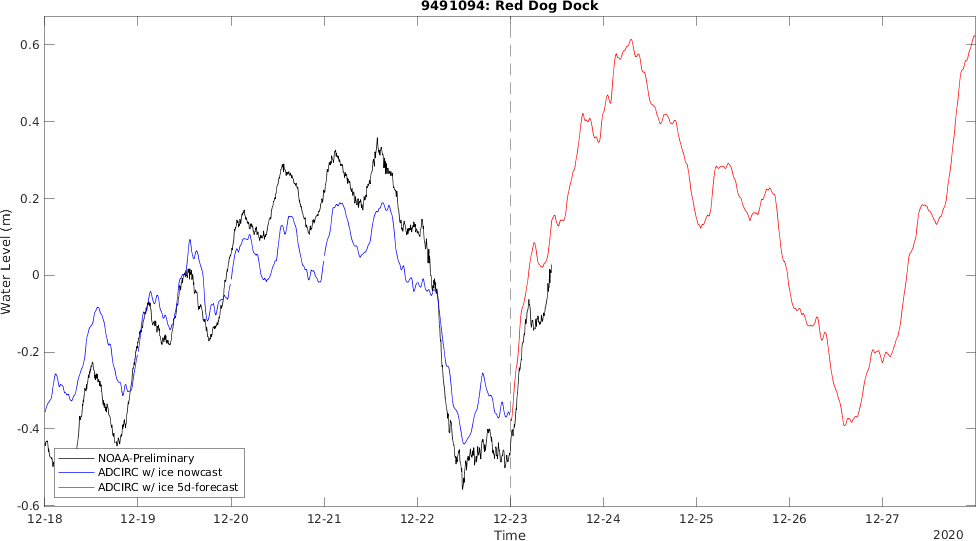 9491094: Red Dog Dock
Water Level (m)
0.6
0.4
0.2
0
-0.2
-0.4
-0.6
NOAA-Preliminary
ADCIRC w/ ice nowcast
ADCIRC w/ ice 5d-forecast
12-18 12-19 12-20 12-21 12-22 12-23 12-24 12-25 12-26 12-27
Time
2020